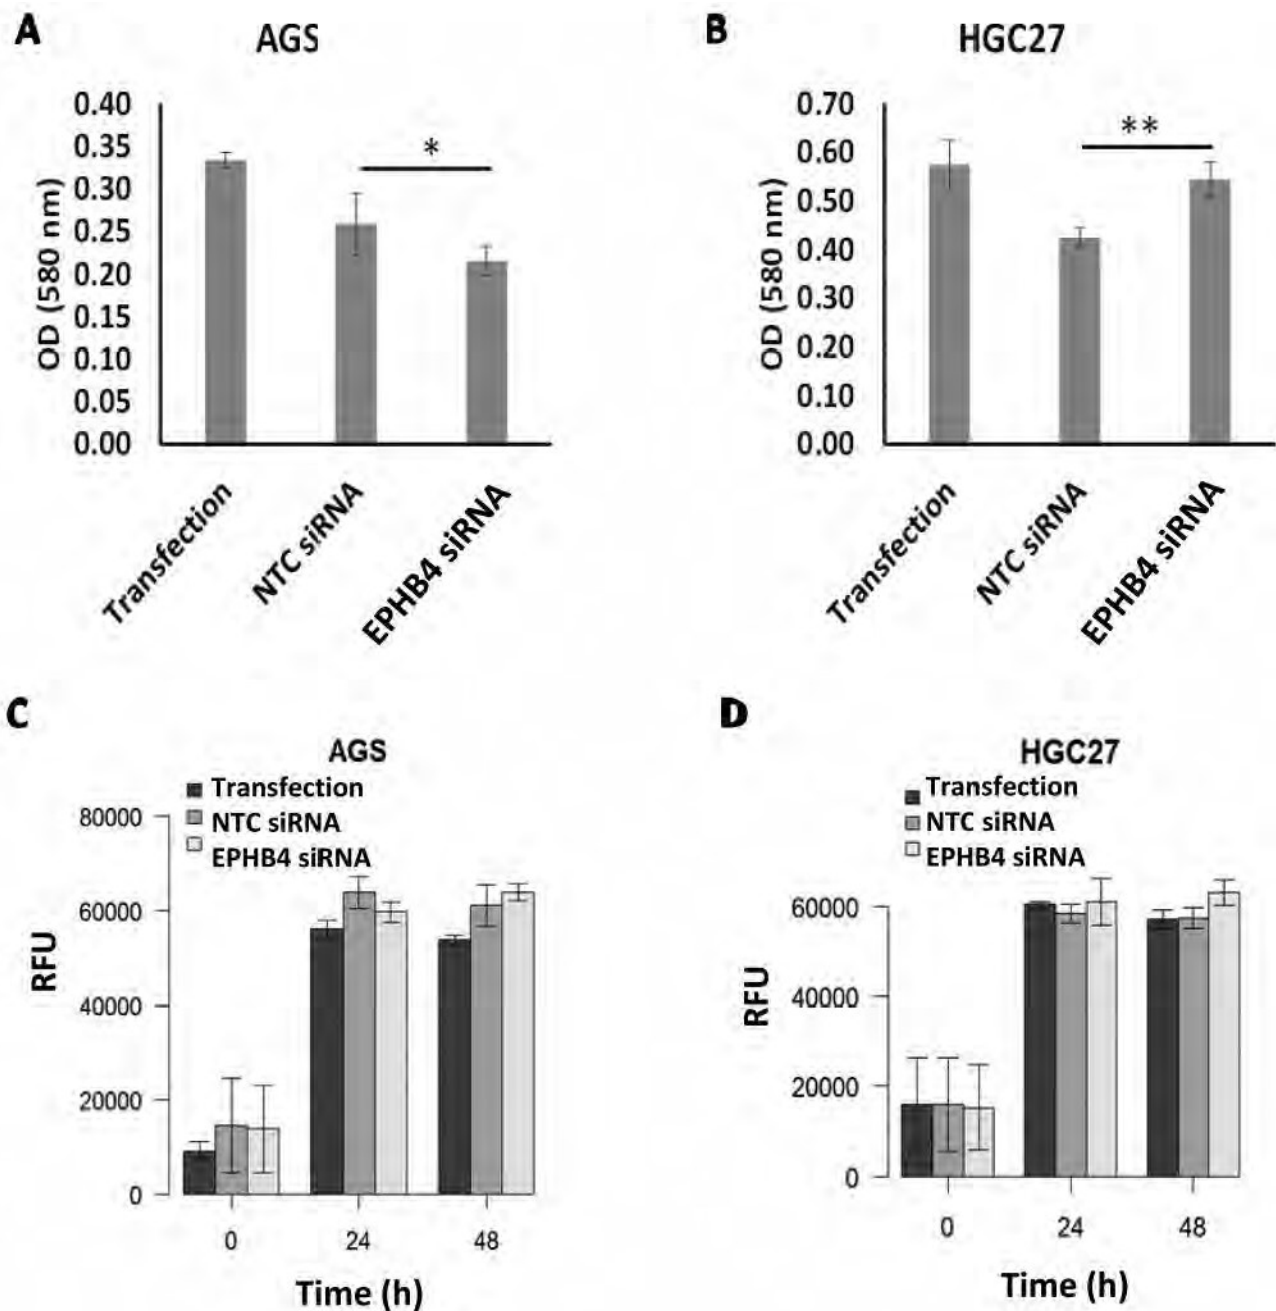 A
AGS
0.40
0.35
0.30
0.25
0.20
0.15
0.10
0.05
0.00
OD (580 nm)
*
Transfection
NTC siRNA
EPHB4 siRNA
B
HGC27
0.70
0.60
0.50
0.40
0.30
0.20
0.10
0.00
OD (580 nm)
**
Transfection
NTC siRNA
EPHB4 siRNA
C
AGS
Transfection
NTC siRNA
EPHB4 siRNA
80000
60000
40000
20000
0
RFU
0 24 48
Time (h)
D
HGC27
Transfection
NTC siRNA
EPHB4 siRNA
60000
40000
20000
0
RFU
0 24 48
Time (h)